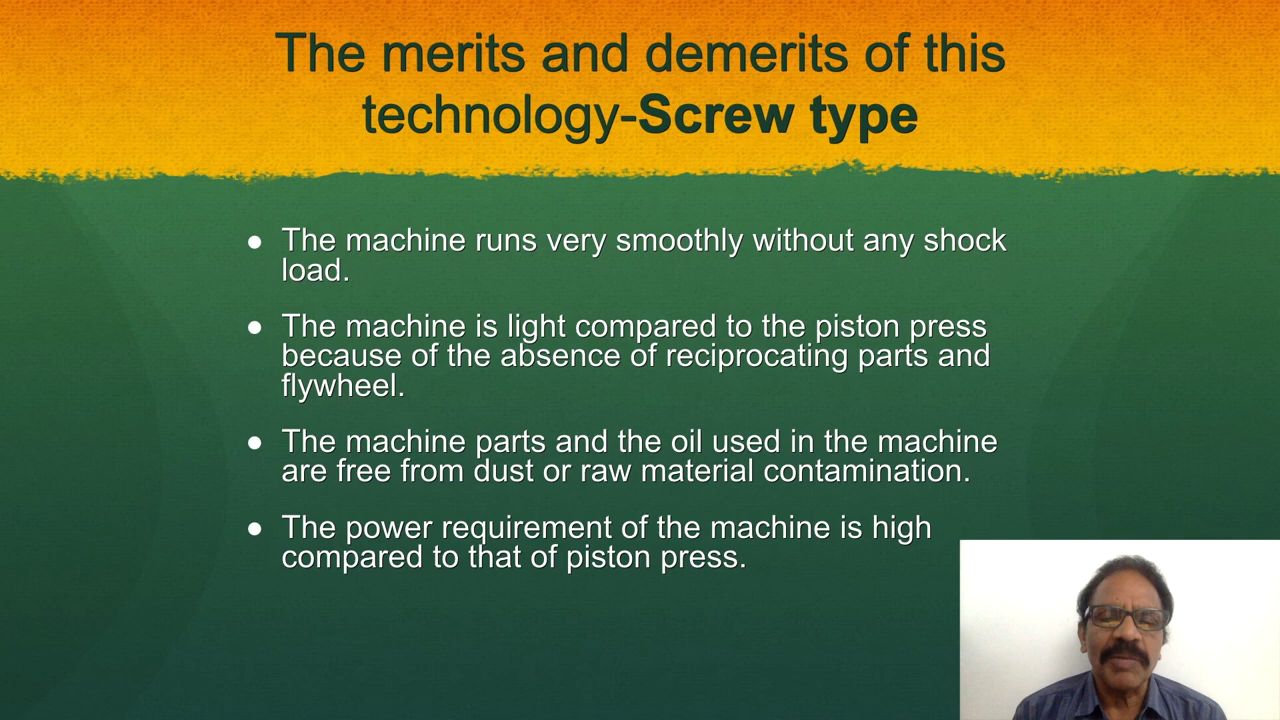 The merits and demerits of this
technology-Screw type
● The machine runs very smoothly without any shock
load.
● The machine is light compared to the piston press
because of the absence of reciprocating parts and
flywheel.
● The machine parts and the oil used in the machine
are free from dust or raw material contamination.
● The power requirement of the machine is high
compared to that of piston press.